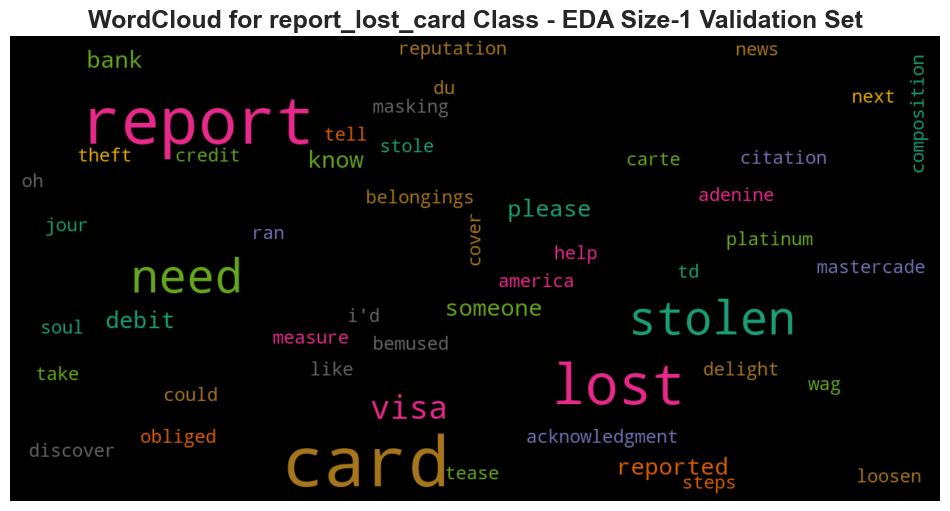 WordCloud for report_lost_card Class - EDA Size-1 Validation Set
reputation
news
bank
composition
du
next
masking
report
tell
stole
theft
credit
know
carte
citation
oh
belongings
adenine
please
jour
ran
cover
platinum
help
td
mastercade
need
america
someone
stolen
debit
i'd
soul
measure
bemused
like
delight
take
lost
wag
could
visa
obliged
acknowledgment
discover
card
tease
reported
steps
loosen